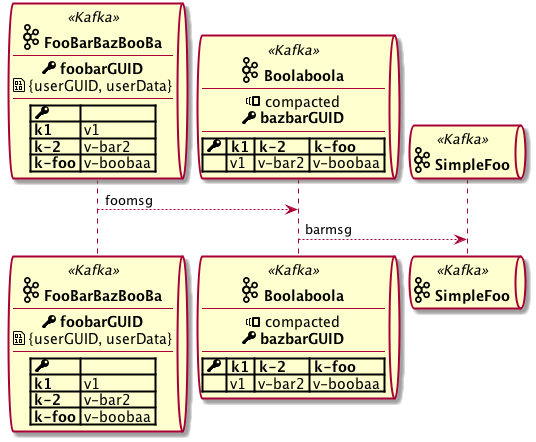 «Kafka»
FooBarBazBooBa
foobarGUID
{userGUID, userData}
k1 v1
k-2 v-bar2
k-foo v-boobaa
«Kafka»
Boolaboola
compacted
bazbarGUID
k1 k-2 k-foo
v1 v-bar2 v-boobaa
«Kafka»
SimpleFoo
foomsg
barmsg
«Kafka»
FooBarBazBooBa
foobarGUID
{userGUID, userData}
k1 v1
k-2 v-bar2
k-foo v-boobaa
«Kafka»
Boolaboola
compacted
bazbarGUID
k1 k-2 k-foo
v1 v-bar2 v-boobaa
«Kafka»
SimpleFoo